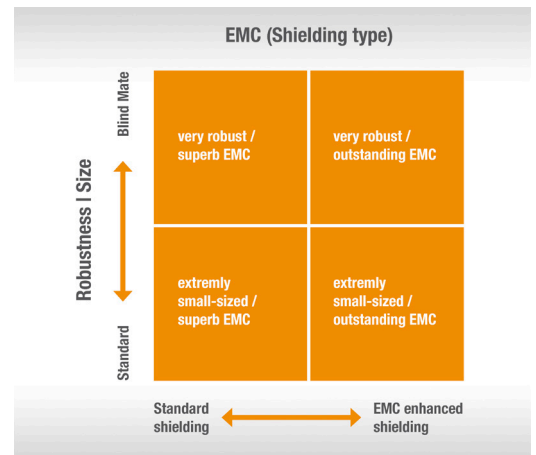 EMC (Shielding type)
Blind Mate
very robust /
superb EMC
very robust /
outstanding EMC
Robustness | Size
extremly
small-sized /
superb EMC
extremly
small-sized /
outstanding EMC
Standard
Standard
shielding
EMC enhanced
shielding